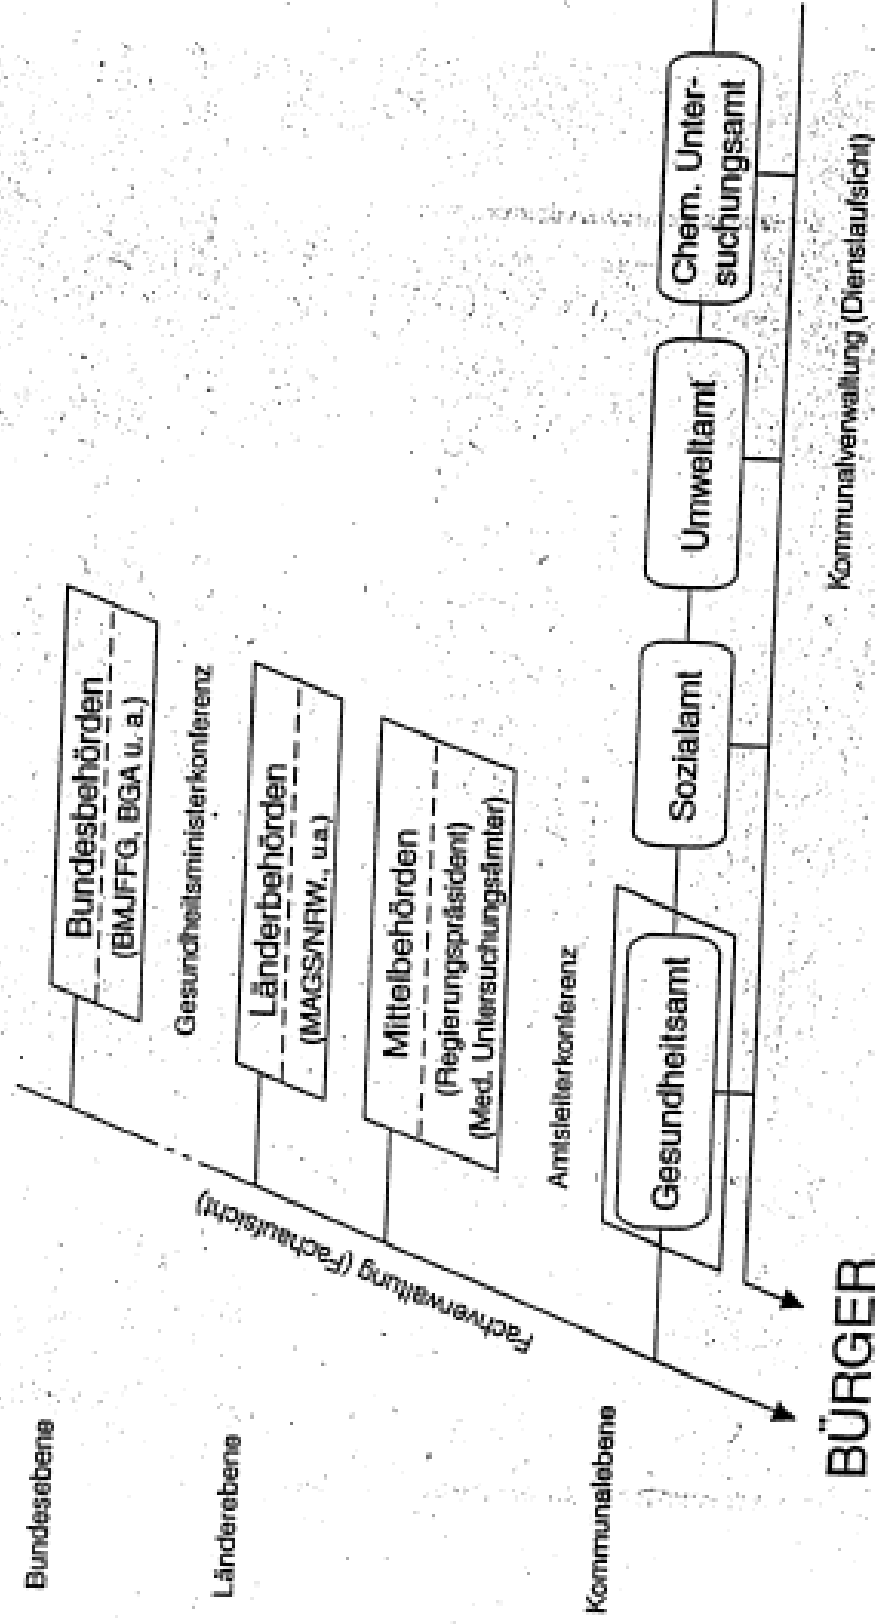 Bundesebene
Bundesbehörden
(BMJFFG, BGA u. a.)
Gesundheitsministerkonferenz
Länderebene
Länderbehörden
(MAGS/NRW., u.a.)
Mittelbehörden
(Regierungspräsident)
(Med. Untersuchungsämter)
Fachverwaltung (Fachaufsicht)
Amtsleiterkonferenz
Kommunalebene
Gesundheitsamt
Sozialamt
Umweltamt
Chem. Unter-
suchungsamt
Kommunalverwaltung (Dienstaufsicht)
BÜRGER